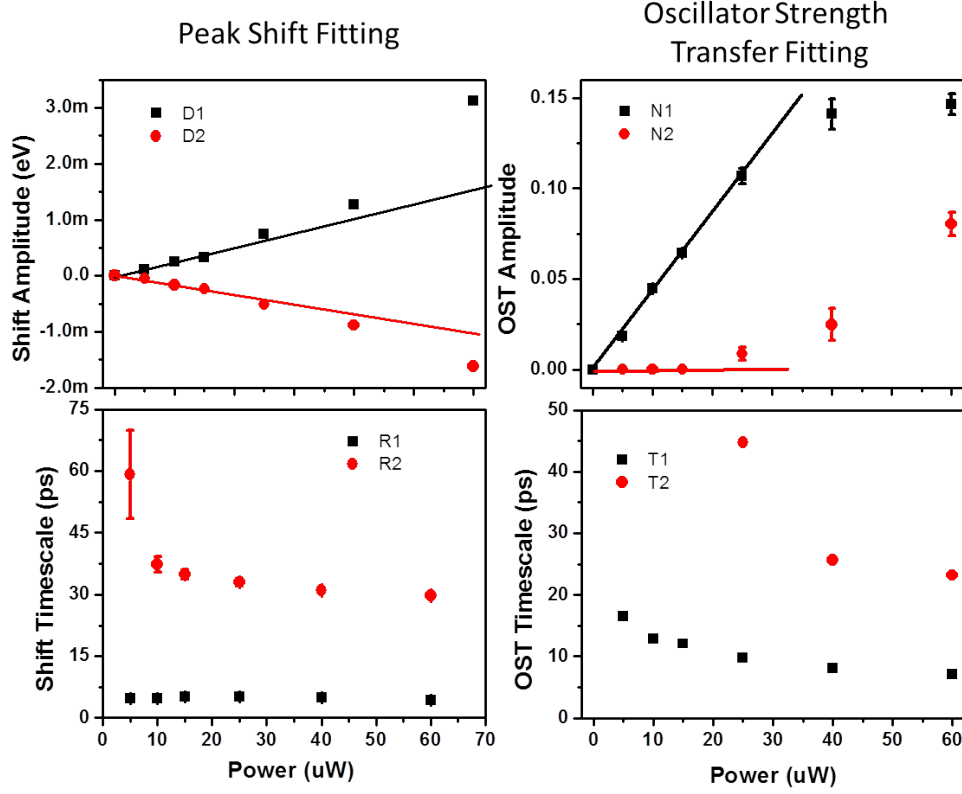 Peak Shift Fitting
Oscillator Strength
Transfer Fitting
Shift Amplitude (eV)
3.0m
2.0m
1.0m
0.0
-1.0m
-2.0m
D1
D2
OST Amplitude
0.15
0.10
0.05
0.00
N1
N2
Shift Timescale (ps)
75
60
45
30
15
0
R1
R2
0
10
20
30
40
50
60
70
Power (uW)
OST Timescale (ps)
50
40
30
20
10
0
T1
T2
0
10
20
30
40
50
60
Power (uW)